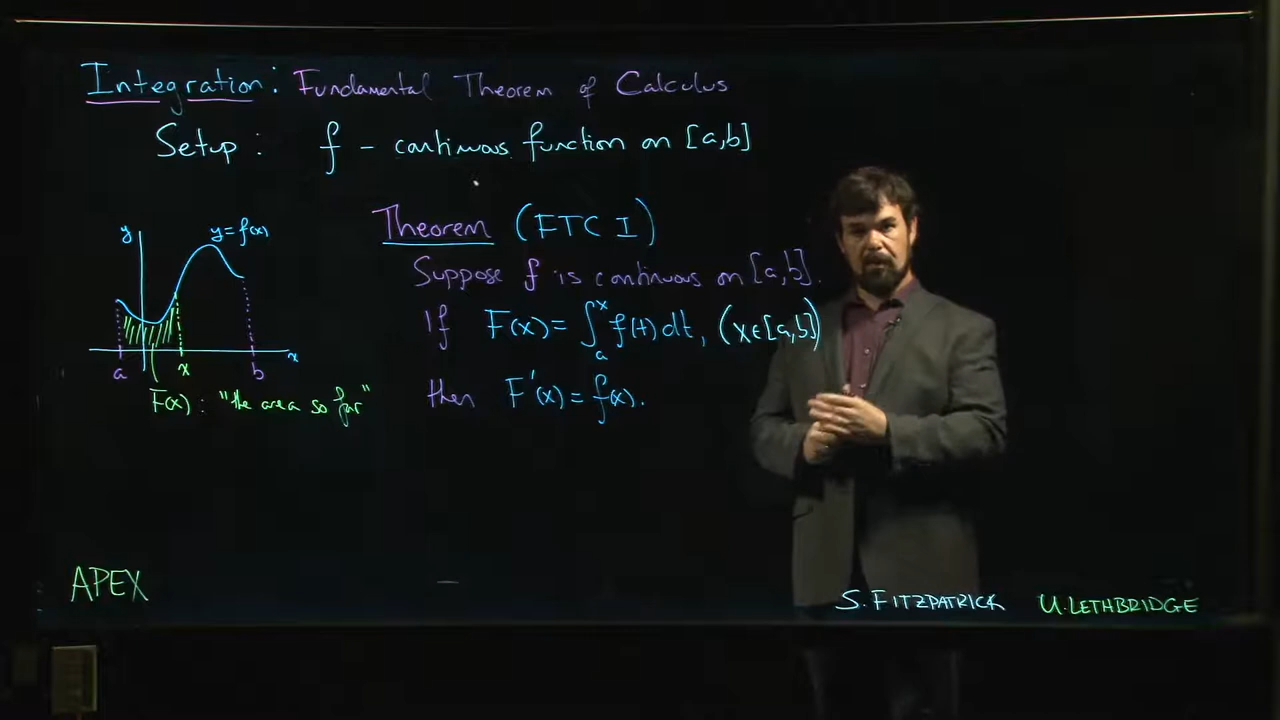 Integration: Fundamental Theorem of Calculus
Setup: f - continuous function on [a,b]
Theorem (FTC I)
Suppose f is continuous on [a,b].
If F(x) = ∫ₐˣ f(t) dt, (x∈[a,b])
then F'(x) = f(x).
y y=f(x)
a x b x
F(x): "the area so far"
APEX
S. FITZPATRICK U. LETHBRIDGE